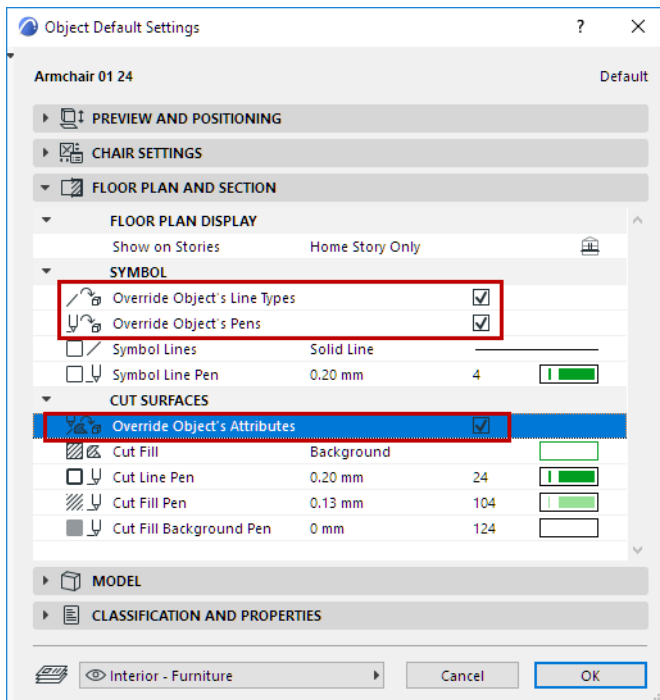 Object Default Settings ?
Armchair 01 24 Default
PREVIEW AND POSITIONING
CHAIR SETTINGS
FLOOR PLAN AND SECTION
FLOOR PLAN DISPLAY
Show on Stories Home Story Only
SYMBOL
Override Object's Line Types
Override Object's Pens
Symbol Lines Solid Line
Symbol Line Pen 0.20 mm 4
CUT SURFACES
Override Object's Attributes
Cut Fill Background
Cut Line Pen 0.20 mm 24
Cut Fill Pen 0.13 mm 104
Cut Fill Background Pen 0 mm 124
MODEL
CLASSIFICATION AND PROPERTIES
Interior - Furniture Cancel OK